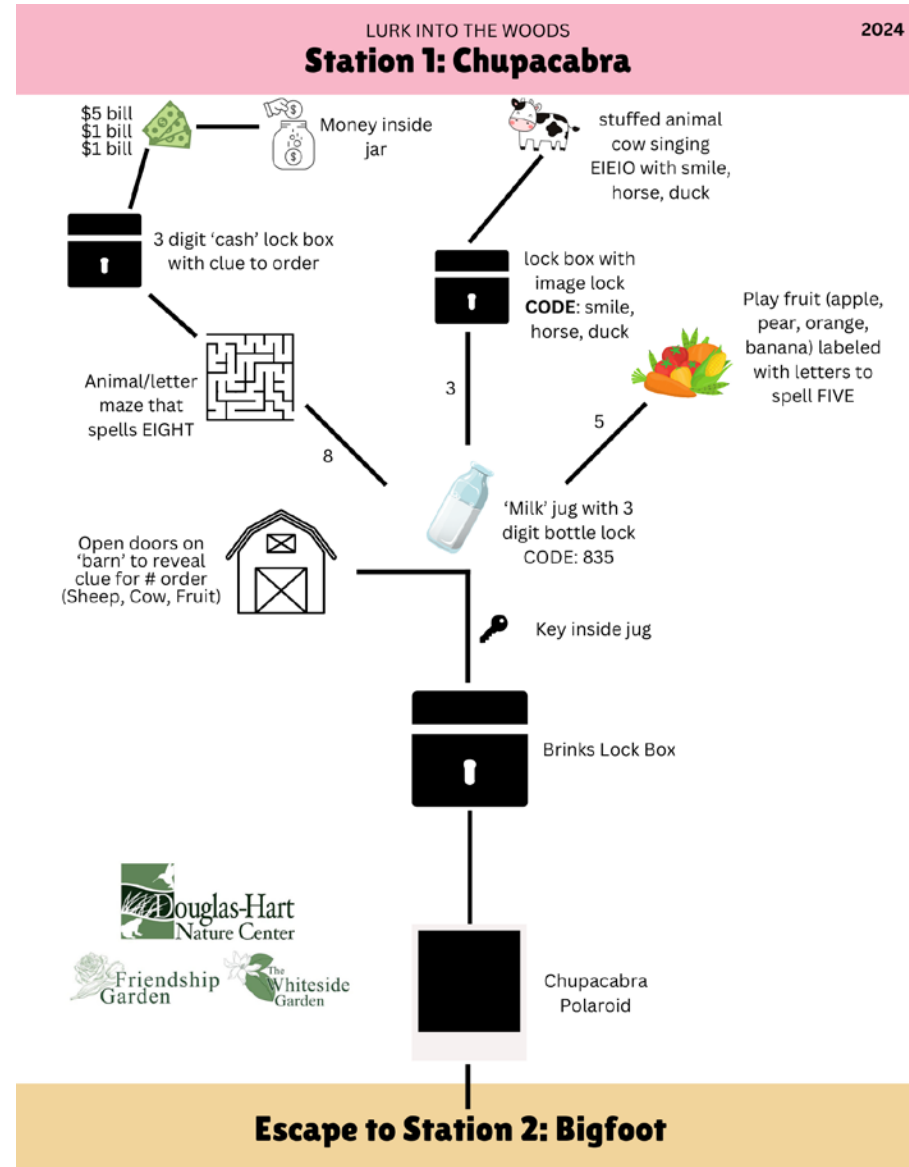 LURK INTO THE WOODS
2024
Station 1: Chupacabra
$5 bill
$1 bill
$1 bill
Money inside
jar
stuffed animal
cow singing
EIEIO with smile,
horse, duck
3 digit ‘cash’ lock box
with clue to order
lock box with
image lock
CODE: smile,
horse, duck
Play fruit (apple,
pear, orange,
banana) labeled
with letters to
spell FIVE
Animal/letter
maze that
spells EIGHT
3
5
8
‘Milk’ jug with 3
digit bottle lock
CODE: 835
Open doors on
‘barn’ to reveal
clue for # order
(Sheep, Cow, Fruit)
Key inside jug
Brinks Lock Box
Douglas-Hart
Nature Center
Friendship
Garden
The
Whiteside
Garden
Chupacabra
Polaroid
Escape to Station 2: Bigfoot